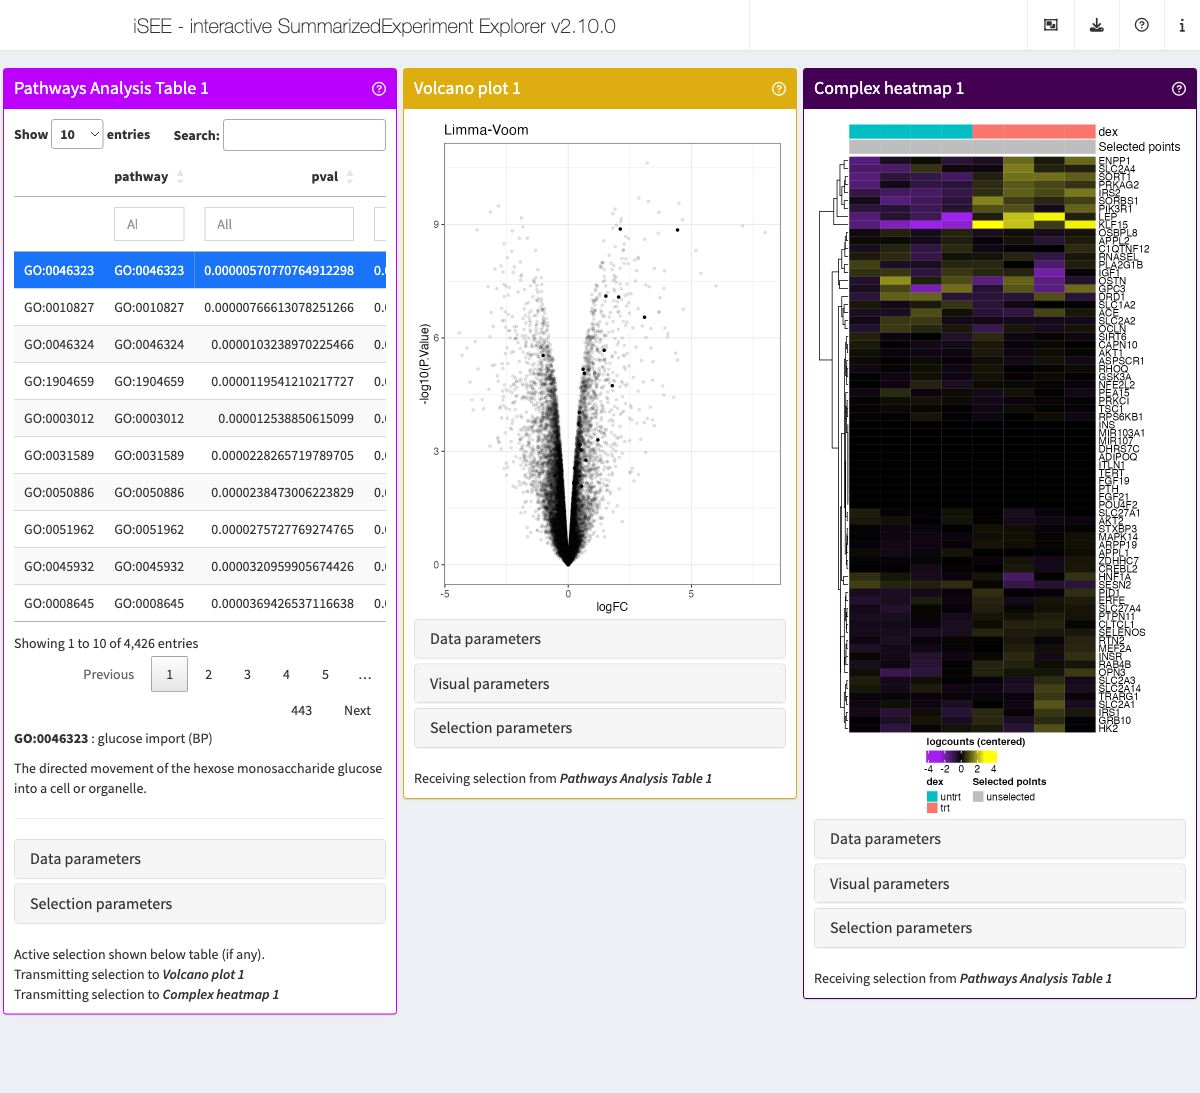 iSEE - interactive SummarizedExperiment Explorer v2.10.0
Pathways Analysis Table 1
Show 10 entries Search:
pathway pval
Al All
GO:0046323 GO:0046323 0.00000570770764912298 0.0
GO:0010827 GO:0010827 0.00000766613078251266 0.0
GO:0046324 GO:0046324 0.0000103238970225466 0.0
GO:1904659 GO:1904659 0.0000119541210217727 0.0
GO:0003012 GO:0003012 0.000012538850615099 0.0
GO:0031589 GO:0031589 0.0000228265719789705 0.0
GO:0050886 GO:0050886 0.0000238473006223829 0.0
GO:0051962 GO:0051962 0.0000275727769274765 0.0
GO:0045932 GO:0045932 0.0000320959905674426 0.0
GO:0008645 GO:0008645 0.0000369426537116638 0.0
Showing 1 to 10 of 4,426 entries
Previous 1 2 3 4 5 …
443 Next
GO:0046323 : glucose import (BP)
The directed movement of the hexose monosaccharide glucose
into a cell or organelle.
Data parameters
Selection parameters
Active selection shown below table (if any).
Transmitting selection to Volcano plot 1
Transmitting selection to Complex heatmap 1
Volcano plot 1
Limma-Voom
-log10(P.Value)
9
6
3
0
-5 0 5
logFC
Data parameters
Visual parameters
Selection parameters
Receiving selection from Pathways Analysis Table 1
Complex heatmap 1
dex
Selected points
ENPP1
SLC2A4
SORT1
PRKAG2
IRS2
SORBS1
PIK3R1
LEP
KLF15
OSBPL8
APPL2
C1QTNF12
RNASEL
PLA2G1B
IGF1
OSTN
GPC3
DRD1
SLC1A2
ACE
SLC2A2
OCLN
SIRT6
CAPN10
AKT1
ASPSCR1
RHOQ
GSK3A
NFE2L2
PEA15
PRKCI
TSC1
RPS6KB1
INS
MIR103A1
MIR107
DHRS7C
ADIPOQ
ITLN1
TERT
FGF19
PTH
FGF21
POU4F2
SLC27A1
AKT2
STXBP3
MAPK14
ARPP19
APPL1
ZDHHC7
CREBL2
HNF1A
SESN2
PID1
ERFE
SLC27A4
PTPN11
CLTCL1
SELENOS
RTN2
MEF2A
INSR
RAB4B
OPN3
SLC2A3
SLC2A14
TRARG1
SLC2A1
IRS1
GRB10
HK2
logcounts (centered)
-4 -2 0 2 4
dex Selected points
untrt unselected
trt
Data parameters
Visual parameters
Selection parameters
Receiving selection from Pathways Analysis Table 1